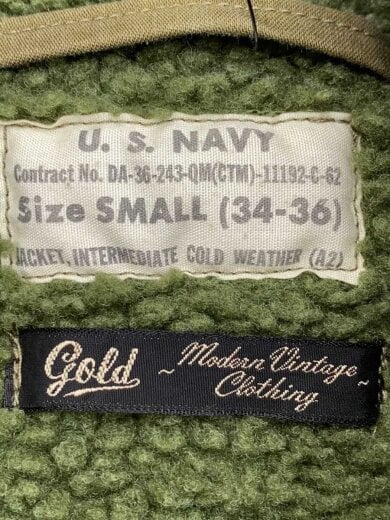 U. S. NAVY
Contract No. DA-36-243-QM(CTM)-11192-C-62
Size SMALL (34-36)
JACKET, INTERMEDIATE COLD WEATHER (A2)
Gold ~ Modern Vintage ~
Clothing